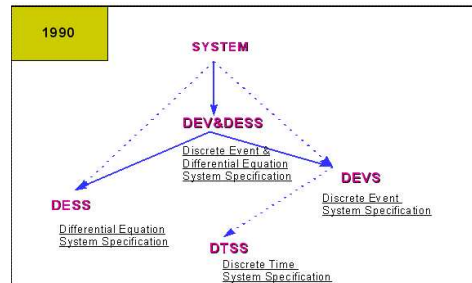 1990
SYSTEM
DEV&DESS
Discrete Event &
Differential Equation
System Specification
DEVS
Discrete Event
System Specification
DESS
Differential Equation
System Specification
DTSS
Discrete Time
System Specification